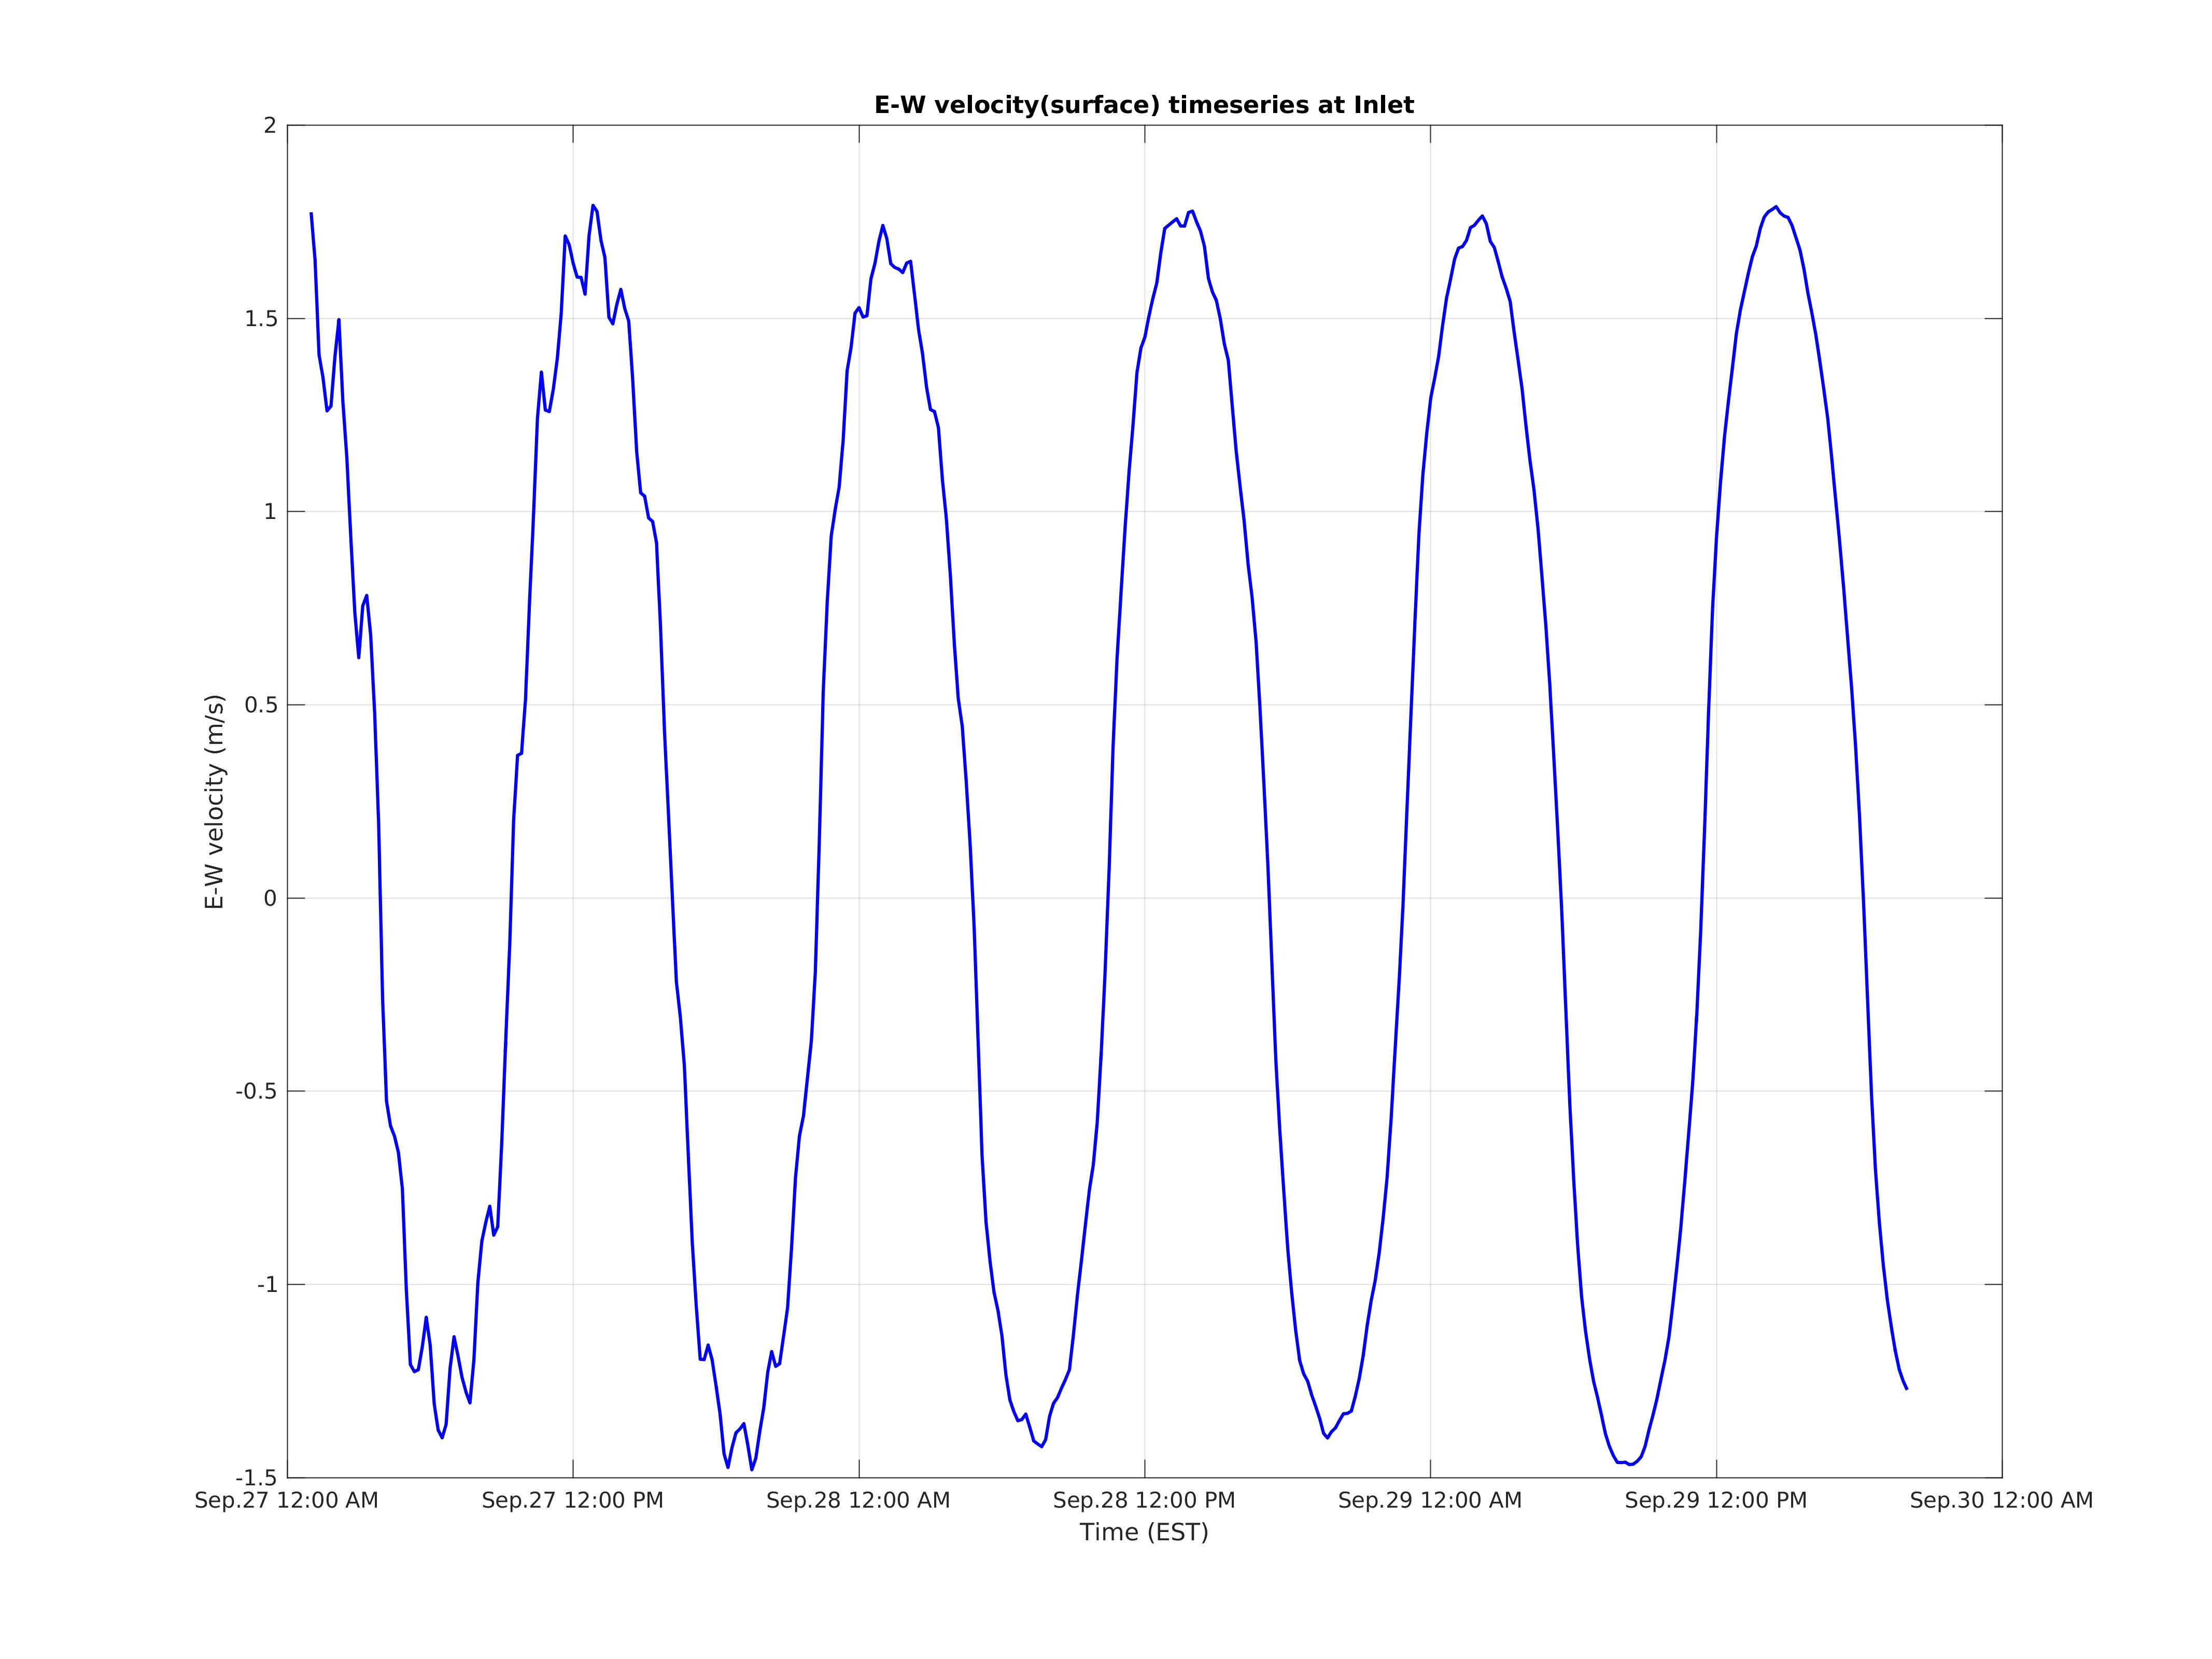 E-W velocity(surface) timeseries at Inlet
2
1.5
1
0.5
0
-0.5
-1
-1.5
E-W velocity (m/s)
Sep.27 12:00 AM Sep.27 12:00 PM Sep.28 12:00 AM Sep.28 12:00 PM Sep.29 12:00 AM Sep.29 12:00 PM Sep.30 12:00 AM
Time (EST)